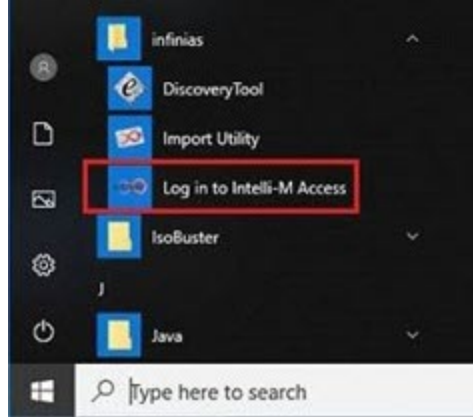 infinias
DiscoveryTool
Import Utility
Log in to Intelli-M Access
IsoBuster
J
Java
Type here to search